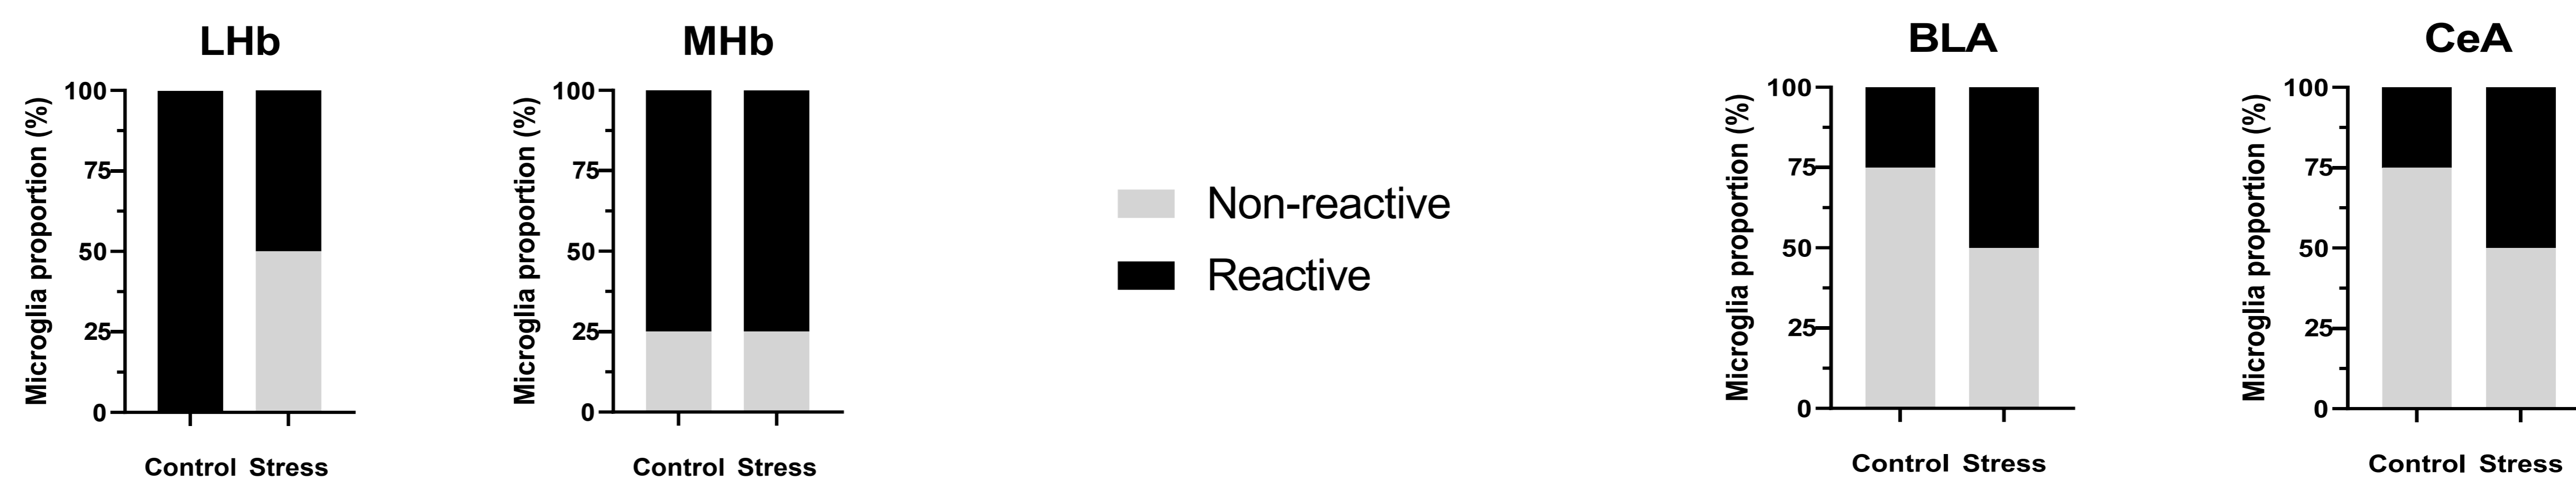 LHb
Microglia proportion (%)
100
75
50
25
0
Control Stress
MHb
Microglia proportion (%)
100
75
50
25
0
Control Stress
Non-reactive
Reactive
BLA
Microglia proportion (%)
100
75
50
25
0
Control Stress
CeA
Microglia proportion (%)
100
75
50
25
0
Control Stress